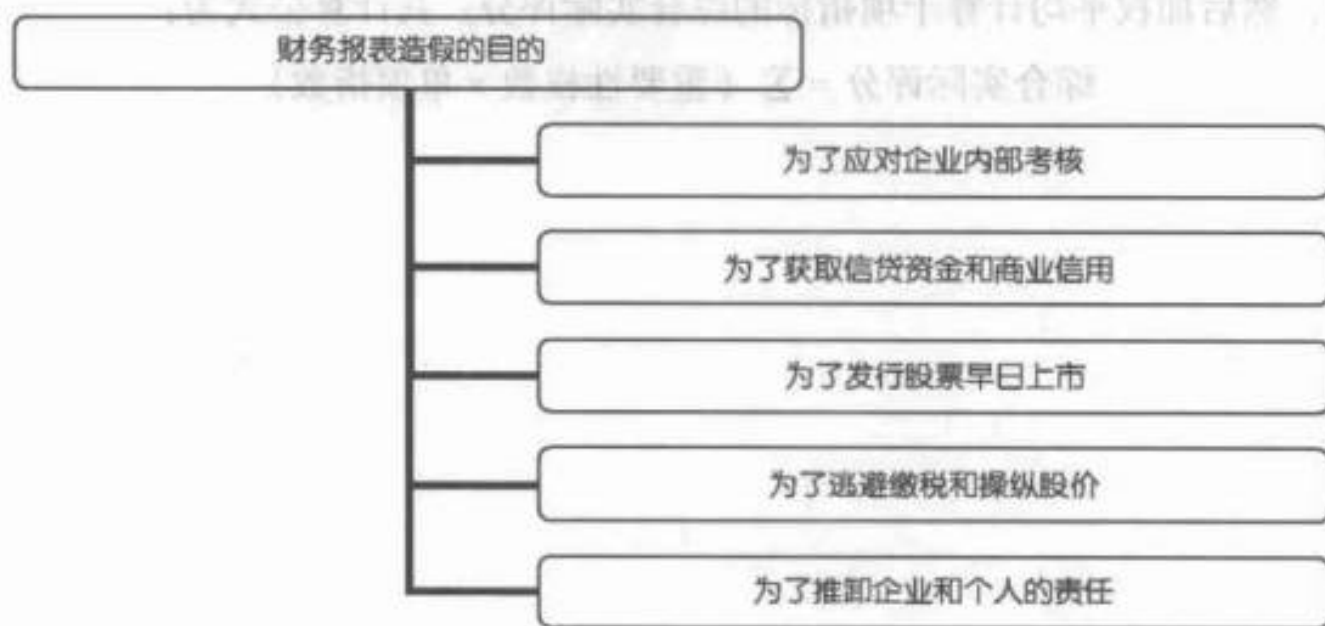 财务报表造假的目的
为了应对企业内部考核
为了获取信贷资金和商业信用
为了发行股票早日上市
为了逃避缴税和操纵股价
为了推卸企业和个人的责任